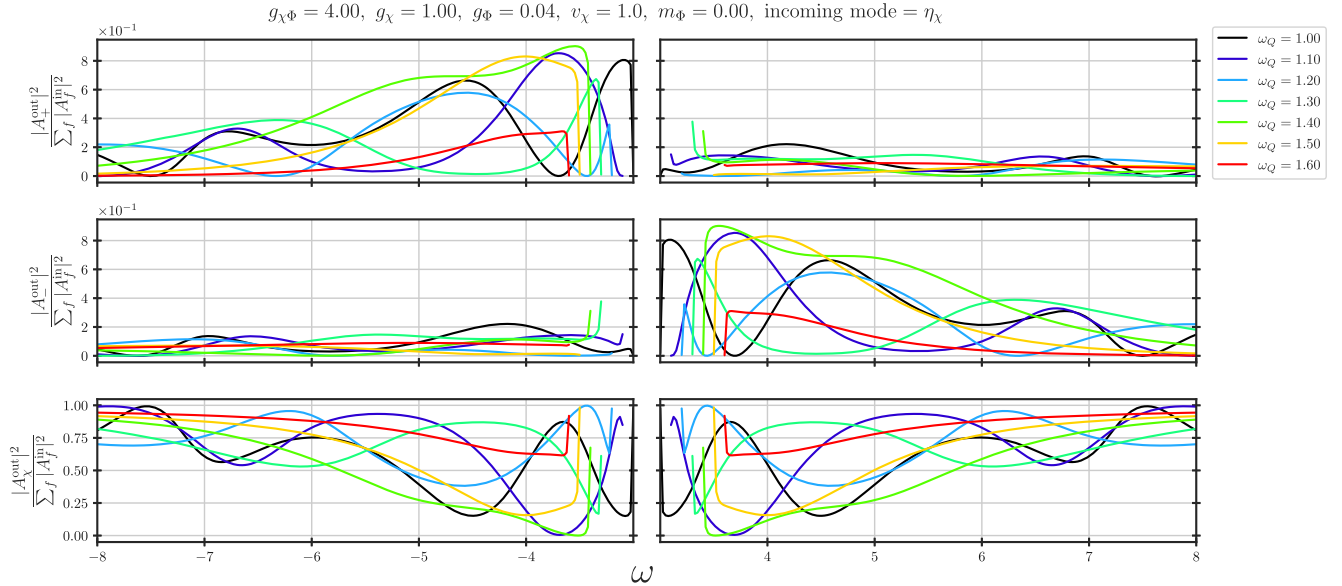 g_{χΦ} = 4.00, g_χ = 1.00, g_Φ = 0.04, v_χ = 1.0, m_Φ = 0.00, incoming mode = η_χ
×10⁻¹
|A_+^{out}|² / ∑_f |A_f^{in}|²
8
6
4
2
0
ω_Q = 1.00
ω_Q = 1.10
ω_Q = 1.20
ω_Q = 1.30
ω_Q = 1.40
ω_Q = 1.50
ω_Q = 1.60
×10⁻¹
|A_-^{out}|² / ∑_f |A_f^{in}|²
8
6
4
2
0
|A_χ^{out}|² / ∑_f |A_f^{in}|²
1.00
0.75
0.50
0.25
0.00
−8 −7 −6 −5 −4 4 5 6 7 8
ω